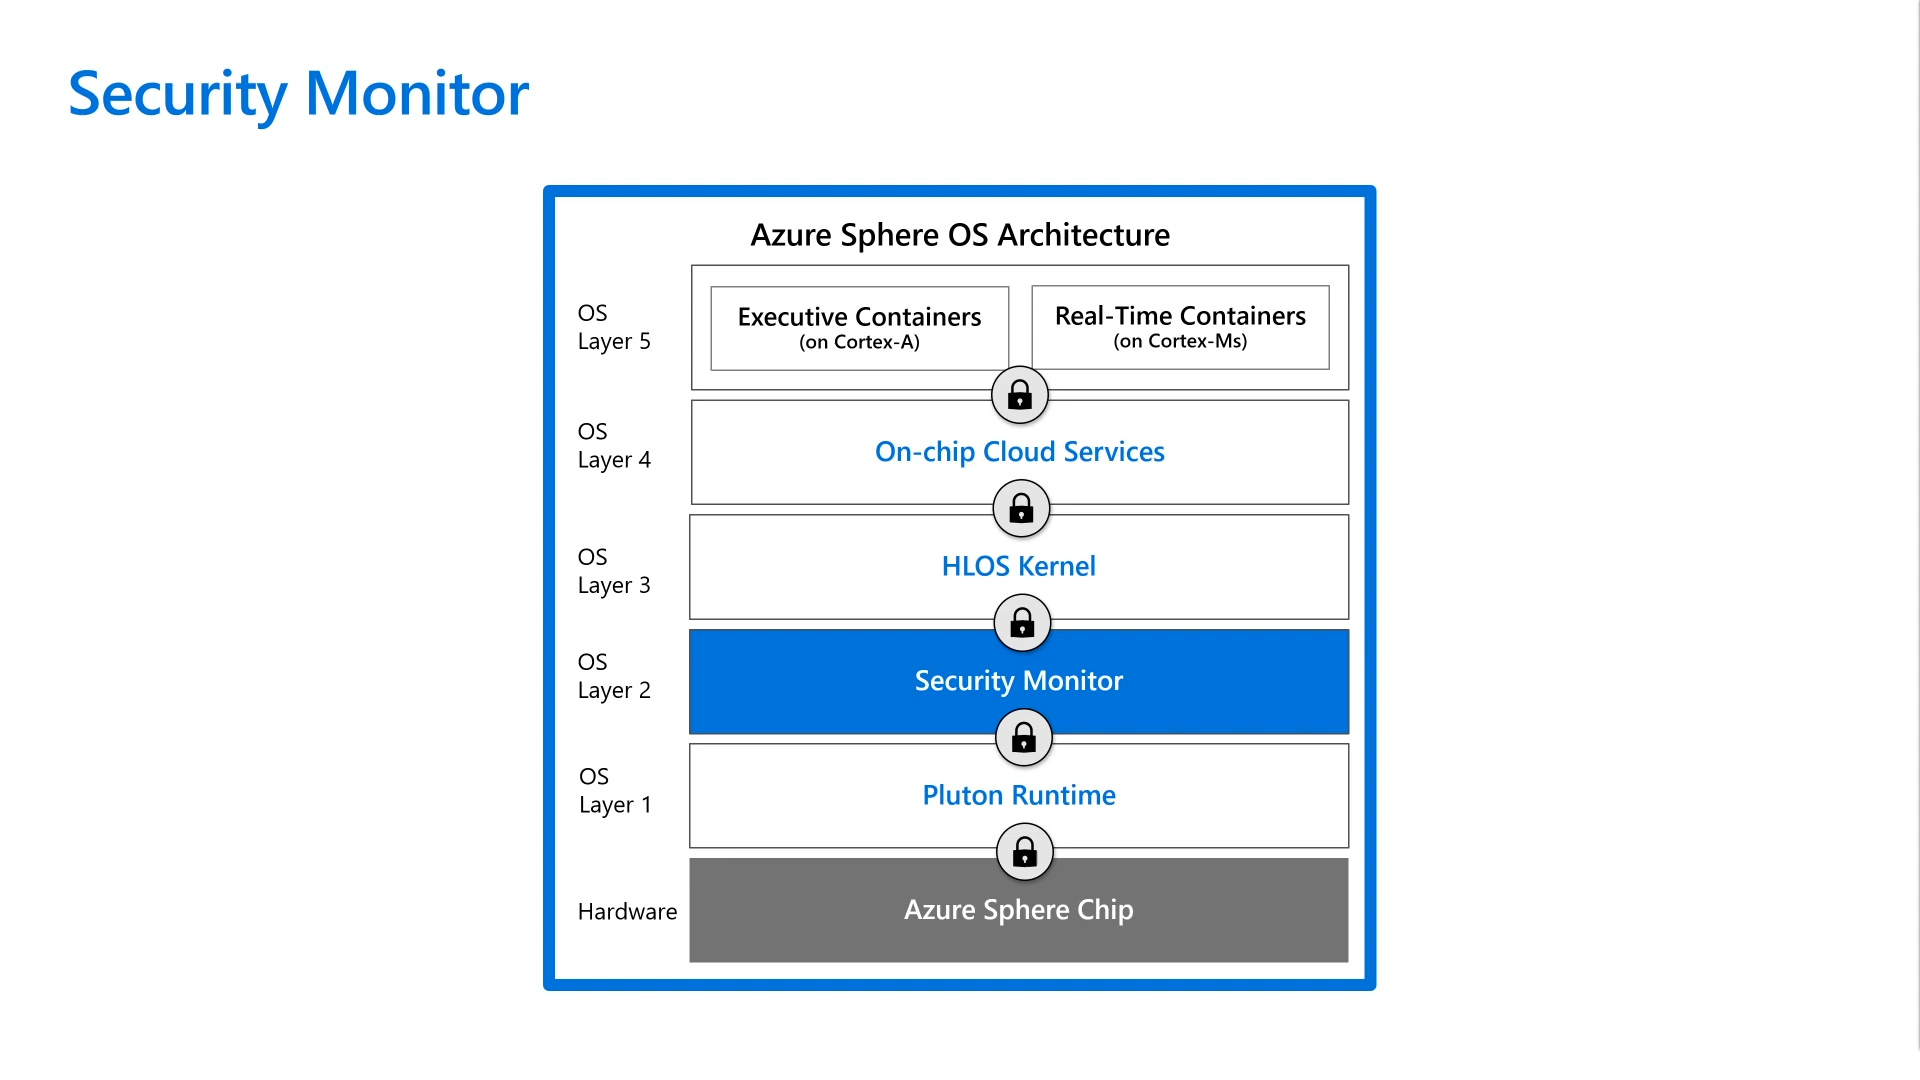 Security Monitor
Azure Sphere OS Architecture
OS
Layer 5
Executive Containers
(on Cortex-A)
Real-Time Containers
(on Cortex-Ms)
OS
Layer 4
On-chip Cloud Services
OS
Layer 3
HLOS Kernel
OS
Layer 2
Security Monitor
OS
Layer 1
Pluton Runtime
Hardware
Azure Sphere Chip